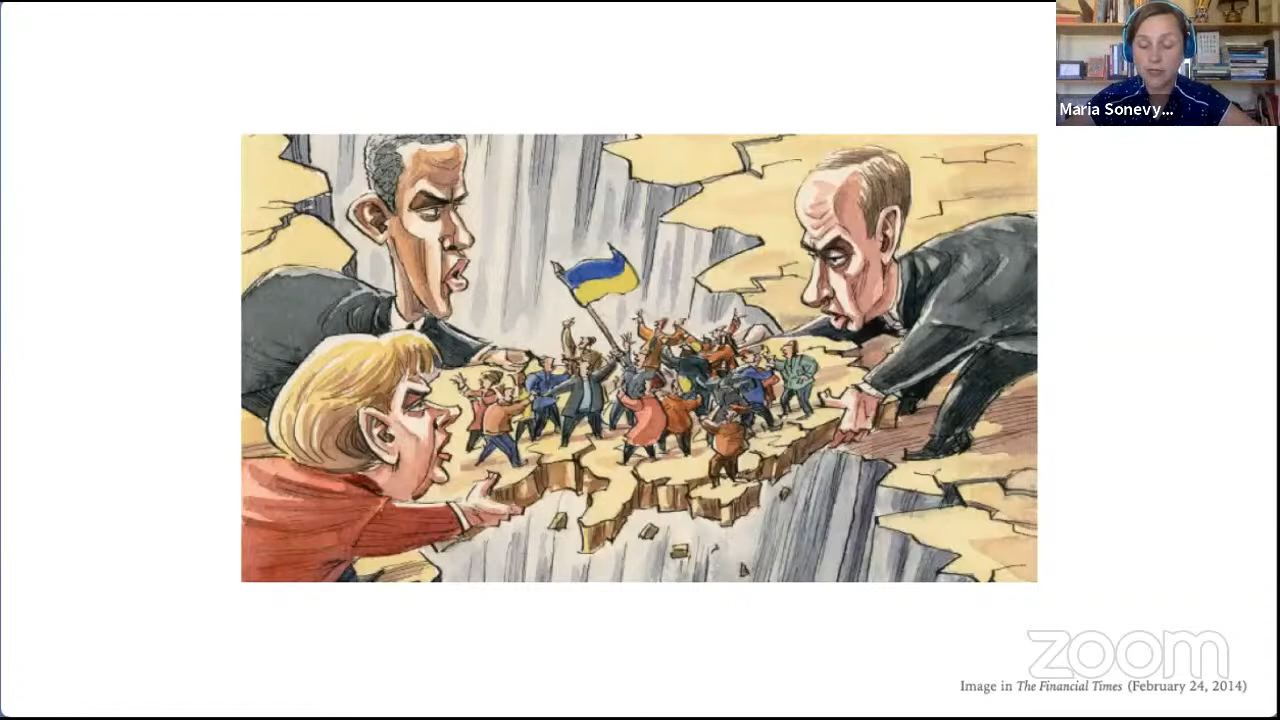 Maria Sonevy...
zoom
Image in The Financial Times (February 24, 2014)